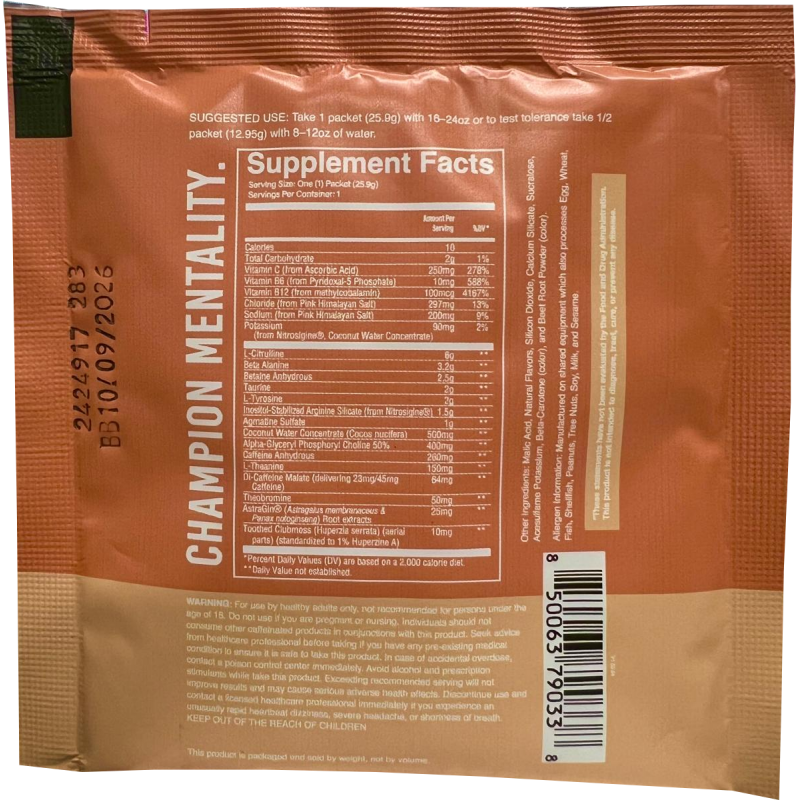 SUGGESTED USE: Take 1 packet (25.9g) with 16–24oz or to test tolerance take 1/2
packet (12.95g) with 8–12oz of water.
CHAMPION MENTALITY.
2424917 283
BB10/09/2026
Supplement Facts
Serving Size: One (1) Packet (25.9g)
Servings Per Container: 1
Amount Per
Serving %DV*
Calories 10
Total Carbohydrate 2g 1%
Vitamin C (from Ascorbic Acid) 250mg 278%
Vitamin B6 (from Pyridoxal-5 Phosphate) 10mg 588%
Vitamin B12 (from methylcobalamin) 100mcg 4167%
Chloride (from Pink Himalayan Salt) 297mg 13%
Sodium (from Pink Himalayan Salt) 200mg 9%
Potassium 90mg 2%
(from Nitrosigine®, Coconut Water Concentrate)
L-Citrulline 6g **
Beta Alanine 3.2g **
Betaine Anhydrous 2.5g **
Taurine 2g **
L-Tyrosine 2g **
Inositol-Stabilized Arginine Silicate (from Nitrosigine®) 1.5g **
Agmatine Sulfate 1g **
Coconut Water Concentrate (Cocos nucifera) 500mg **
Alpha-Glyceryl Phosphoryl Choline 50% 400mg **
Caffeine Anhydrous 260mg **
L-Theanine 150mg **
Di-Caffeine Malate (delivering 23mg/45mg 64mg **
Caffeine)
Theobromine 50mg **
AstraGin® (Astragalus membranaceus & 25mg **
Panax notoginseng) Root extracts
Toothed Clubmoss (Huperzia serrata) (aerial 10mg **
parts) (standardized to 1% Huperzine A)
*Percent Daily Values (DV) are based on a 2,000 calorie diet.
**Daily Value not established.
Other Ingredients: Malic Acid, Natural Flavors, Silicon Dioxide, Calcium Silicate, Sucralose,
Acesulfame Potassium, Beta-Carotene (color), and Beet Root Powder (color).
Allergen Information: Manufactured on shared equipment which also processes Egg, Wheat,
Fish, Shellfish, Peanuts, Tree Nuts, Soy, Milk, and Sesame.
*These statements have not been evaluated by the Food and Drug Administration.
This product is not intended to diagnose, treat, cure, or prevent any disease.
WARNING: For use by healthy adults only, not recommended for persons under the
age of 18. Do not use if you are pregnant or nursing. Individuals should not
consume other caffeinated products in conjunctions with this product. Seek advice
from healthcare professional before taking if you have any pre-existing medical
condition to ensure it is safe to take this product. In case of accidental overdose,
contact a poison control center immediately. Avoid alcohol and prescription
stimulants while take this product. Exceeding recommended serving will not
improve results and may cause serious adverse health affects. Discontinue use and
contact a licensed healthcare professional immediately if you experience an
unusually rapid heartbeat dizziness, severe headache, or shortness of breath.
KEEP OUT OF THE REACH OF CHILDREN
This product is packaged and sold by weight, not by volume.
8 50063 79033 8